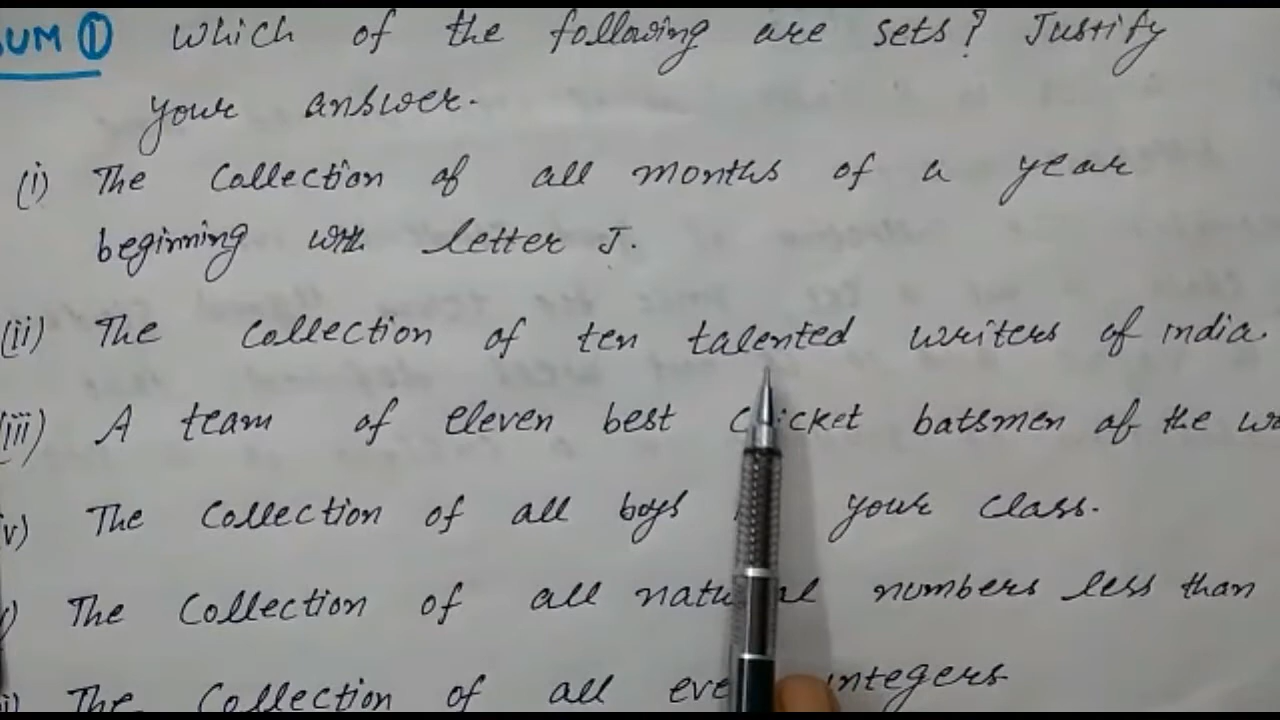 SUM ① Which of the following are sets? Justify
your answer.
(i) The Collection of all months of a year
beginning with letter J.
(ii) The Collection of ten talented writers of india.
(iii) A team of eleven best cricket batsmen of the
(iv) The Collection of all boys your class.
The Collection of all natural numbers less than
The Collection of all even integers